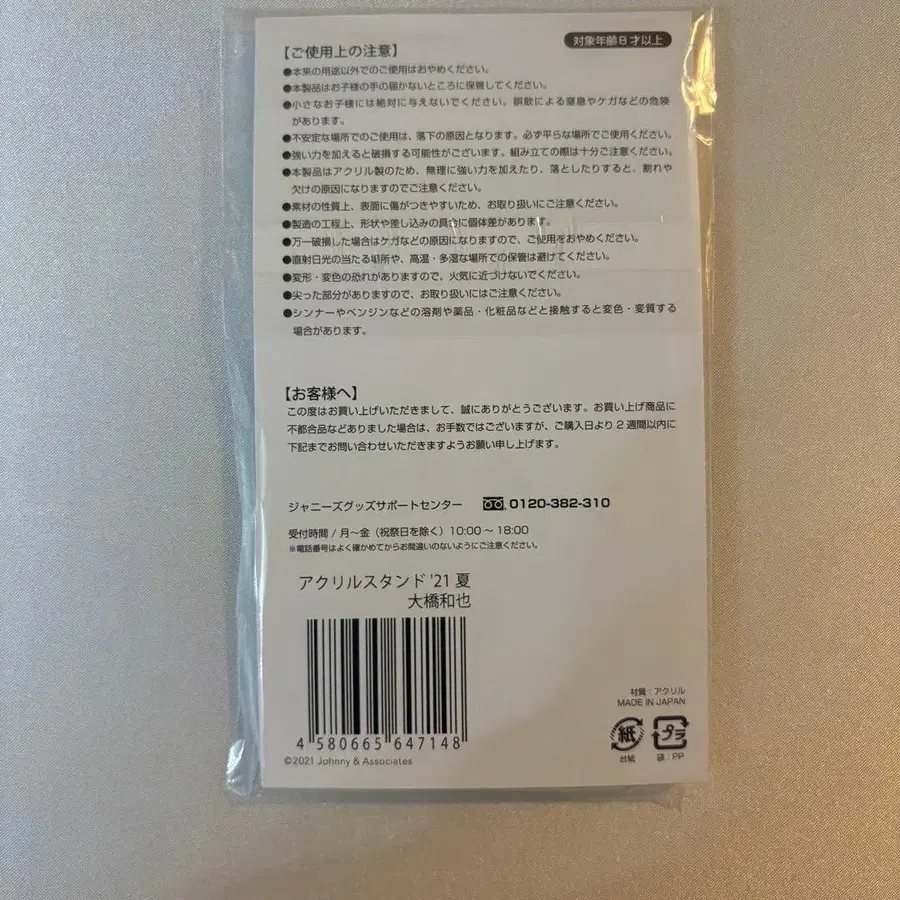 対象年齢8才以上
【ご使用上の注意】
●本来の用途以外でのご使用はおやめください。
●本製品はお子様の手の届かないところに保管してください。
●小さなお子様には絶対に与えないでください。誤飲による窒息やケガなどの危険
があります。
●不安定な場所でのご使用は、落下の原因となります。必ず平らな場所でご使用ください。
●強い力を加えると破損する可能性がございます。組み立ての際は十分ご注意ください。
●本製品はアクリル製のため、無理に強い力を加えたり、落としたりすると、割れや
欠けの原因になりますのでご注意ください。
●素材の性質上、表面に傷がつきやすいため、お取り扱いにご注意ください。
●製造の工程上、形状や差し込みの具合に個体差があります。
●万一破損した場合はケガなどの原因になりますので、ご使用をおやめください。
●直射日光の当たる場所や、高温・多湿な場所での保管は避けてください。
●変形・変色の恐れがありますので、火気に近づけないでください。
●尖った部分がありますので、お取り扱いにはご注意ください。
●シンナーやベンジンなどの溶剤や薬品・化粧品などと接触すると変色・変質する
場合があります。
【お客様へ】
この度はお買い上げいただきまして、誠にありがとうございます。お買い上げ商品に
不都合品などありました場合は、お手数ではございますが、ご購入日より2週間以内に
下記までお問い合わせいただきますようお願い申し上げます。
ジャニーズグッズサポートセンター 0120-382-310
受付時間 / 月〜金（祝祭日を除く）10:00〜18:00
※電話番号はよく確かめてからお間違いのないようにご注意ください。
アクリルスタンド '21 夏
大橋和也
4 580665 647148
©2021 Johnny & Associates
材質：アクリル
MADE IN JAPAN
紙 プラ
台紙 袋：PP